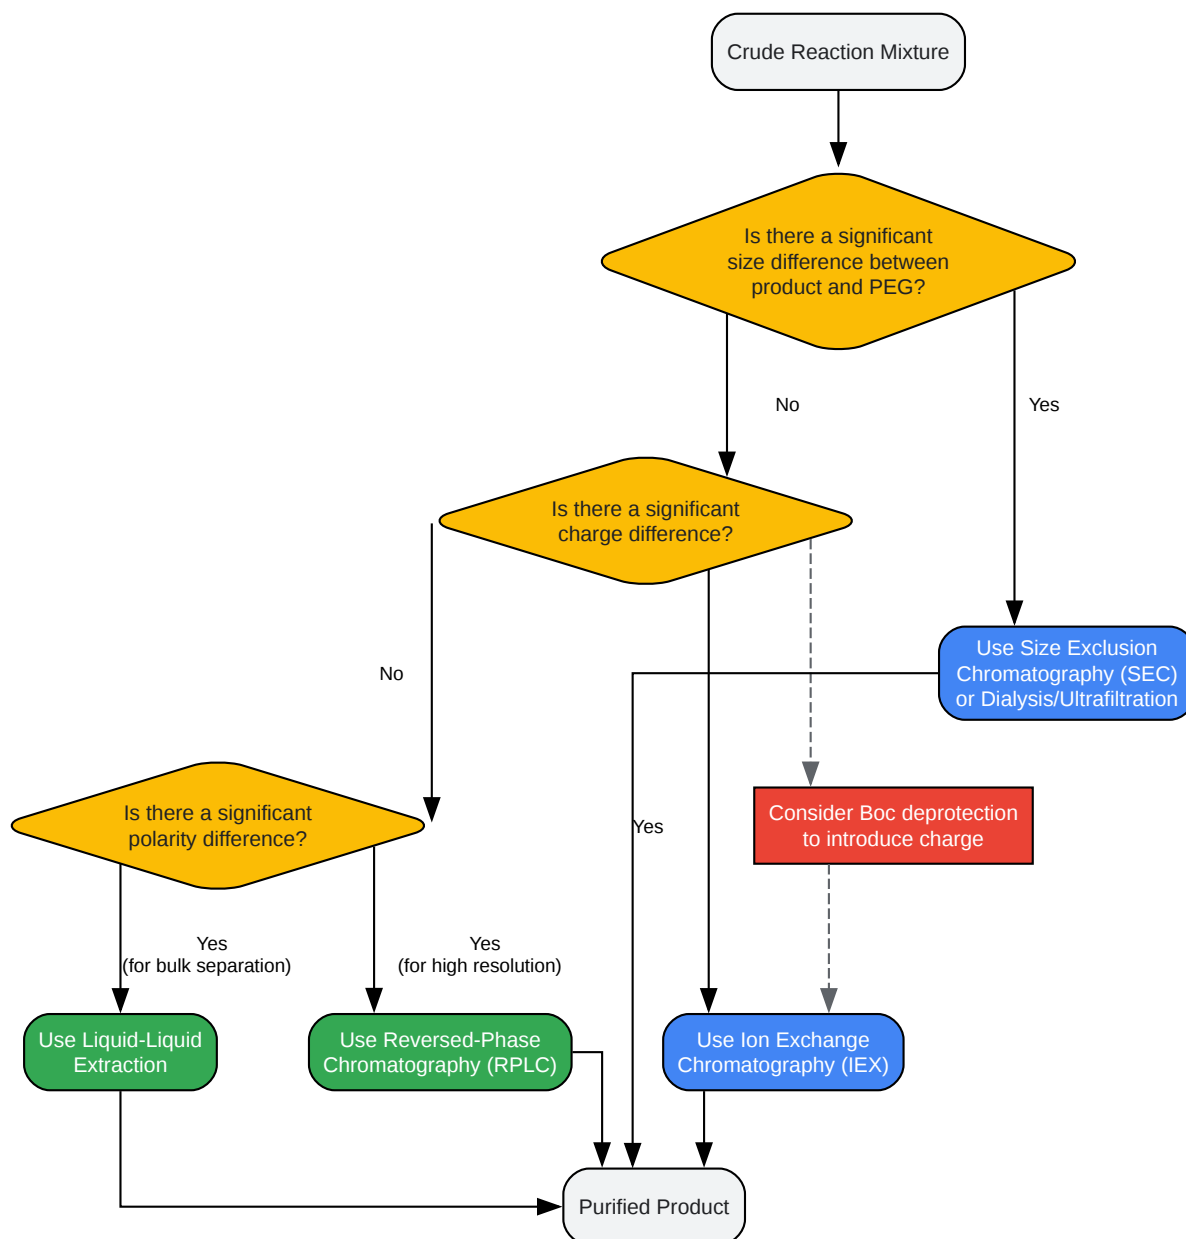 Crude Reaction Mixture
Is there a significant
size difference between
product and PEG?
No
Yes
Is there a significant
charge difference?
No
Use Size Exclusion
Chromatography (SEC)
or Dialysis/Ultrafiltration
Is there a significant
polarity difference?
Yes
Consider Boc deprotection
to introduce charge
Yes
(for bulk separation)
Yes
(for high resolution)
Use Liquid-Liquid
Extraction
Use Reversed-Phase
Chromatography (RPLC)
Use Ion Exchange
Chromatography (IEX)
Purified Product